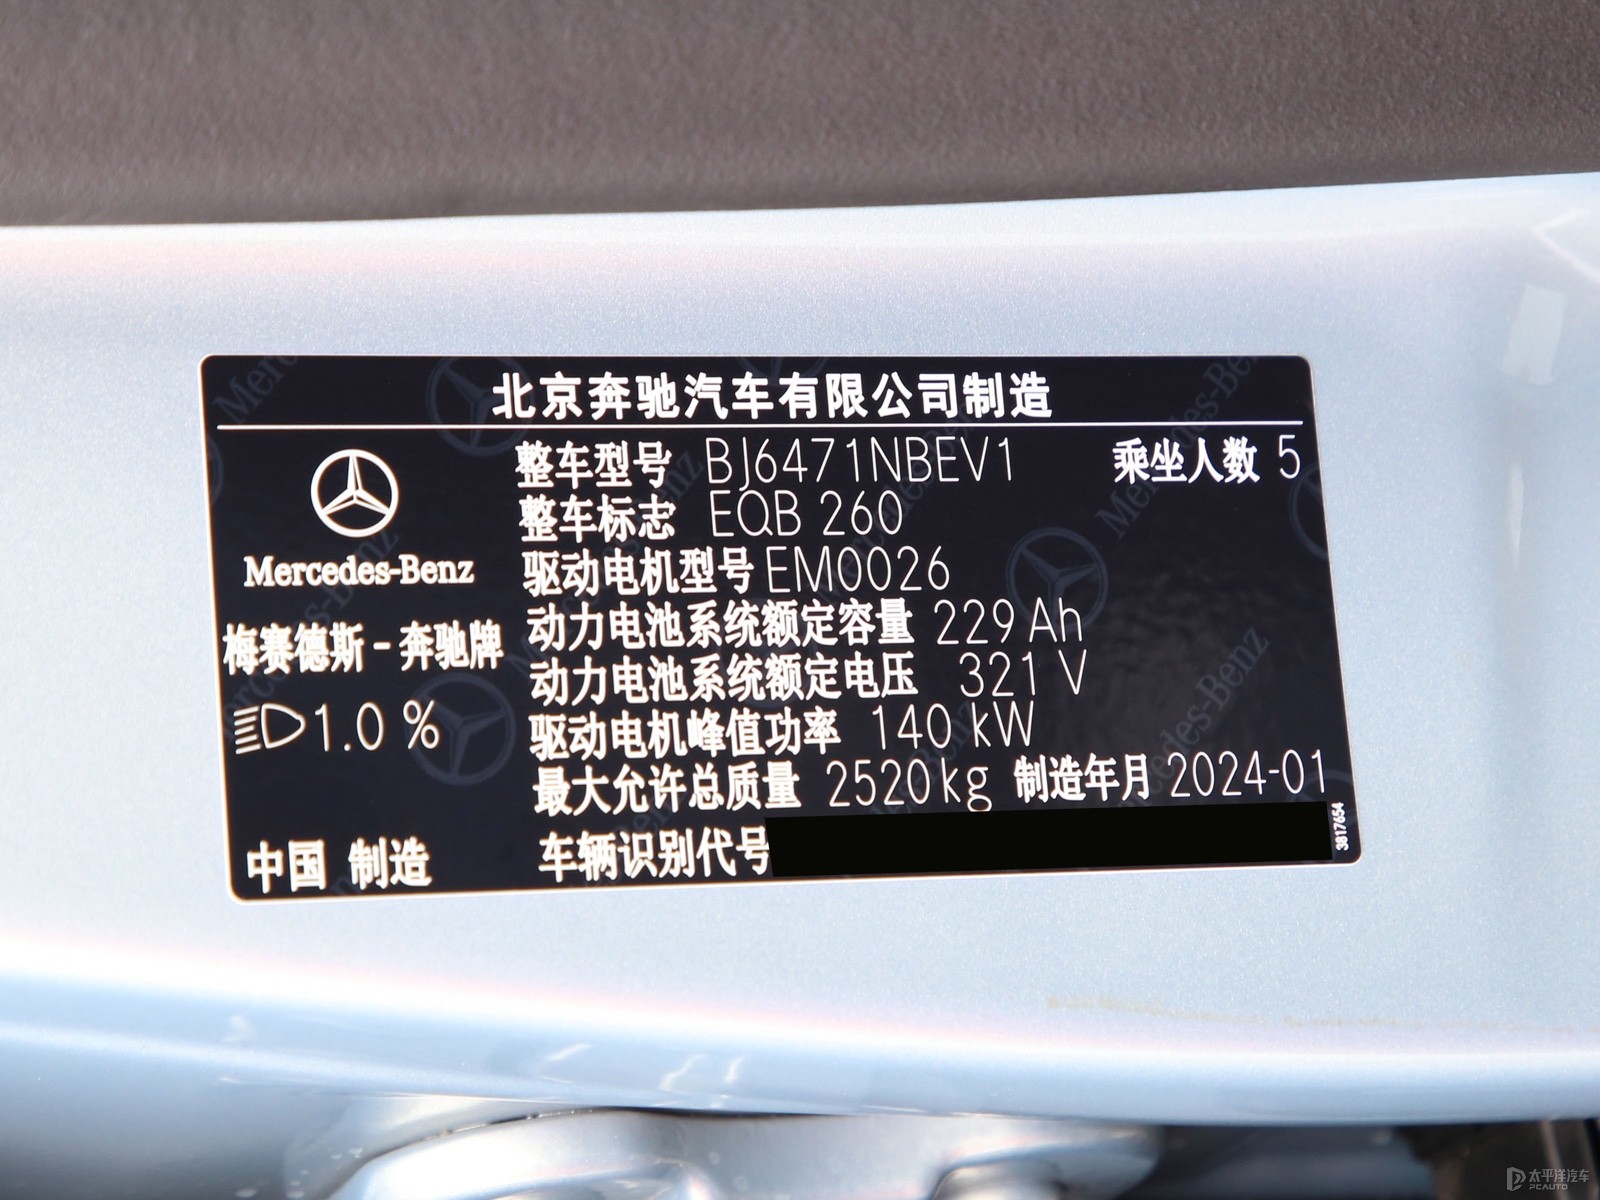 北京奔驰汽车有限公司制造
整车型号 BJ6471NBEV1 乘坐人数 5
整车标志 EQB 260
驱动电机型号 EM0026
动力电池系统额定容量 229 Ah
动力电池系统额定电压 321 V
驱动电机峰值功率 140 kW
最大允许总质量 2520 kg 制造年月 2024-01
车辆识别代号
3817654
Mercedes-Benz
梅赛德斯-奔驰牌
1.0 %
中国 制造
太平洋汽车
PCAUTO